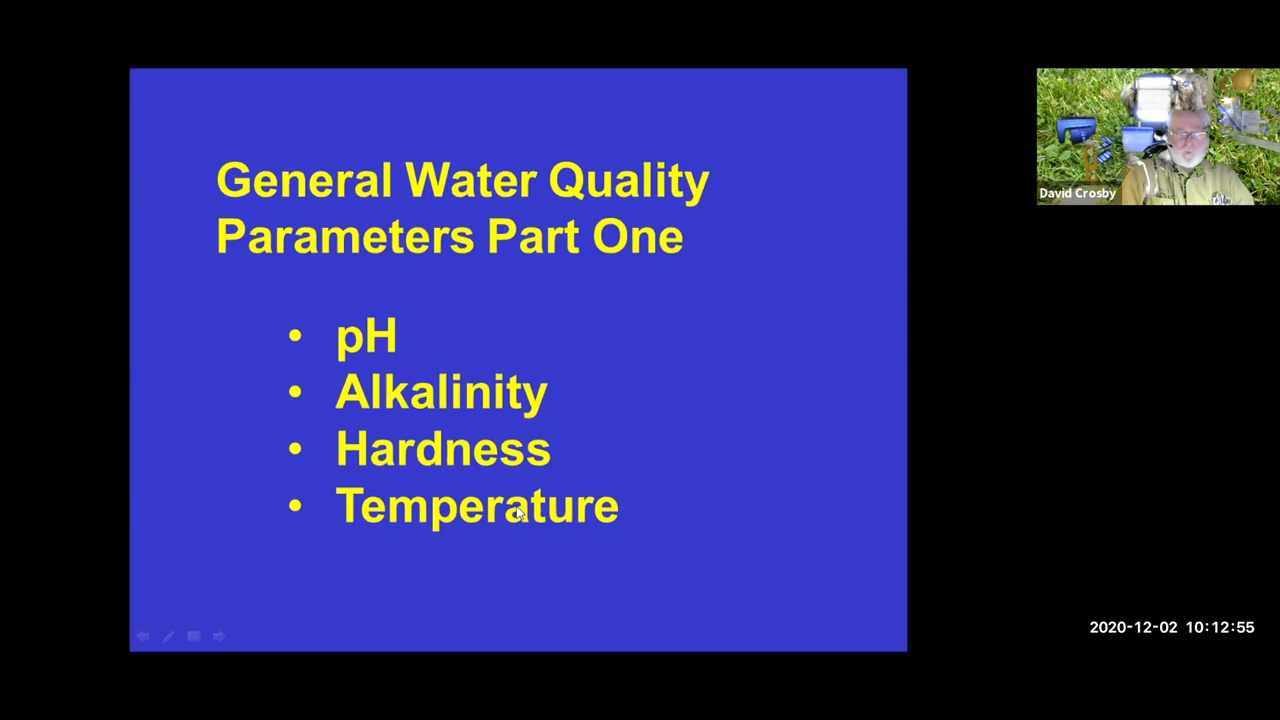 General Water Quality
Parameters Part One
• pH
• Alkalinity
• Hardness
• Temperature
David Crosby
2020-12-02 10:12:55